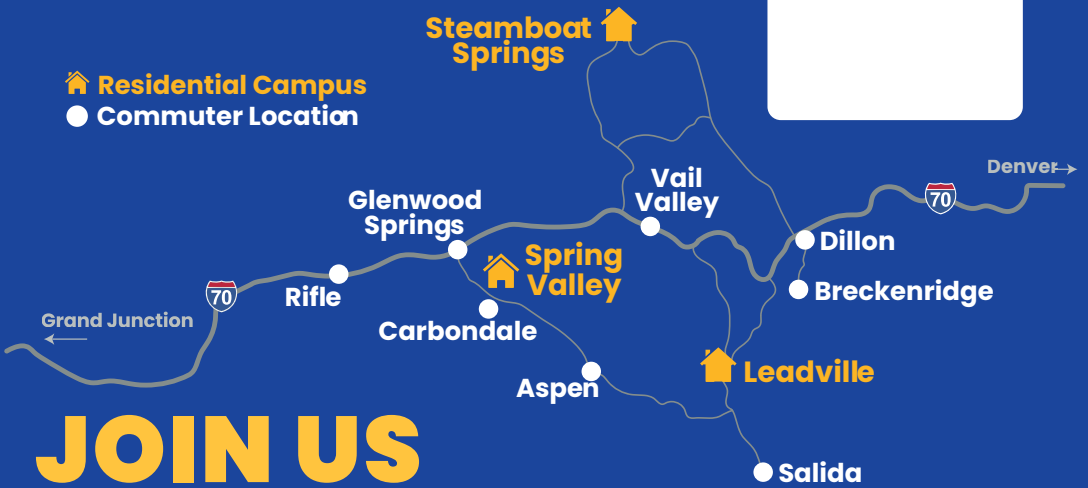 Steamboat
Springs
Residential Campus
Commuter Location
Denver
Vail
Valley
70
Glenwood
Springs
Dillon
Spring
Valley
70
Rifle
Breckenridge
Grand Junction
Carbondale
Leadville
Aspen
JOIN US
Salida